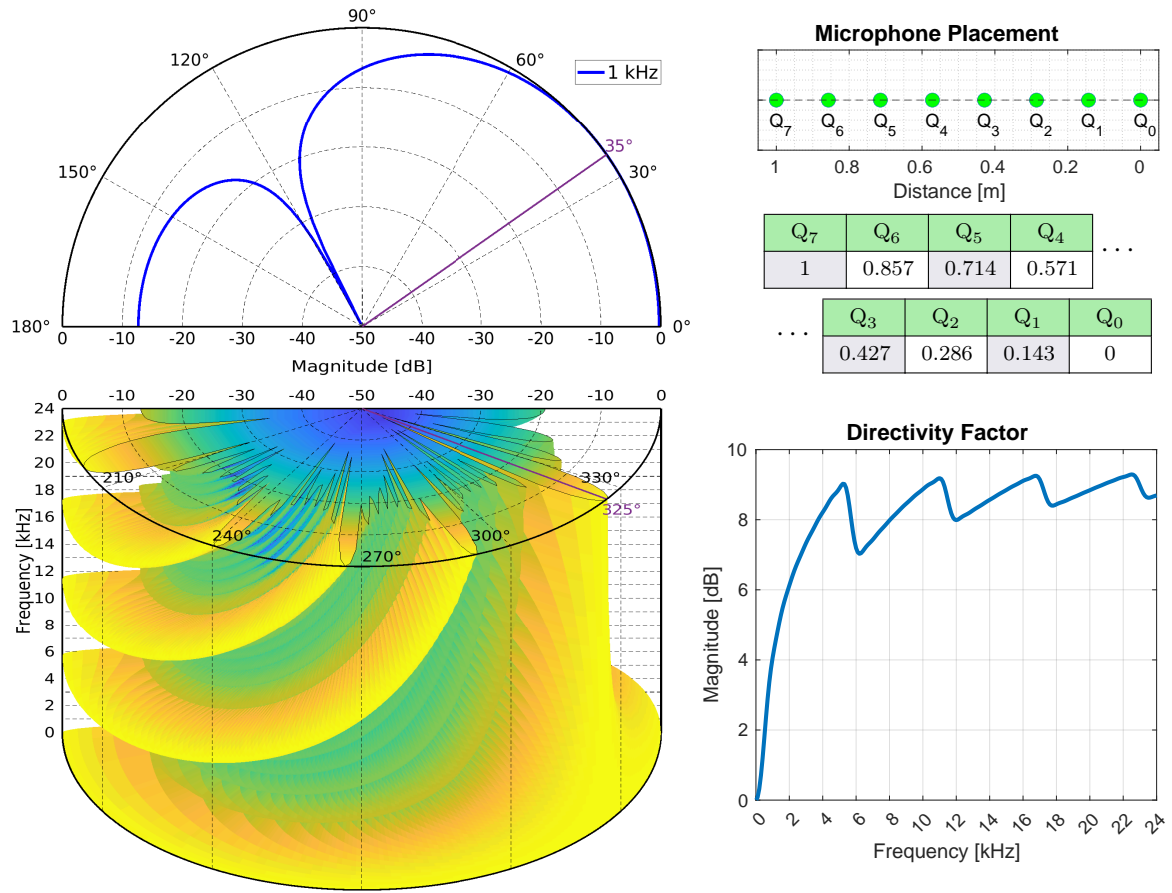 90°
120°
60°
1 kHz
150°
35°
30°
180°
0°
0 -10 -20 -30 -40 -50 -40 -30 -20 -10 0
Magnitude [dB]
Microphone Placement
Q7 Q6 Q5 Q4 Q3 Q2 Q1 Q0
1 0.8 0.6 0.4 0.2 0
Distance [m]
Q7 Q6 Q5 Q4 ...
1 0.857 0.714 0.571
... Q3 Q2 Q1 Q0
0.427 0.286 0.143 0
0 -10 -20 -30 -40 -50 -40 -30 -20 -10 0
24
22
20
18
16
14
12
10
8
6
4
2
0
Frequency [kHz]
210°
240°
270°
300°
330°
325°
Directivity Factor
10
8
6
4
2
0
Magnitude [dB]
0 2 4 6 8 10 12 14 16 18 20 22 24
Frequency [kHz]